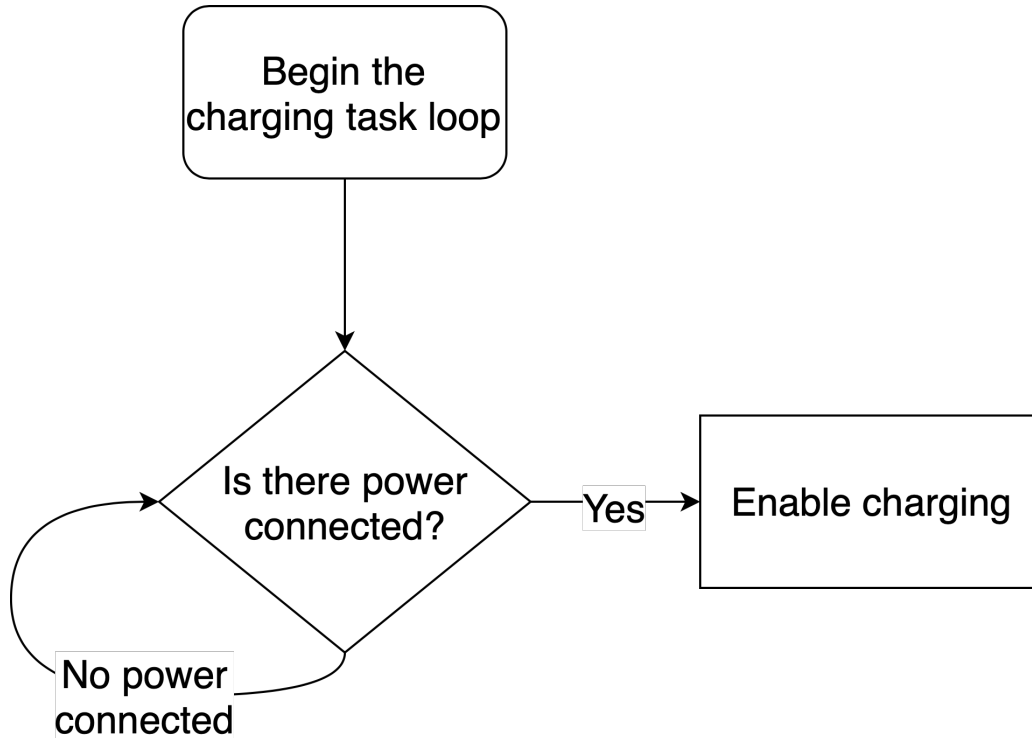 Begin the
charging task loop
Is there power
connected?
Yes
Enable charging
No power
connected